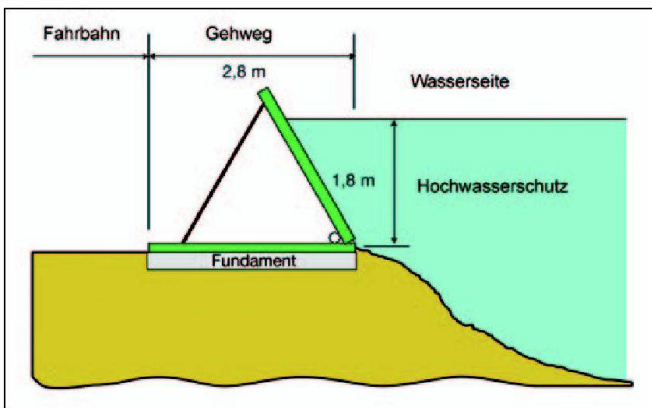 Fahrbahn
Gehweg
2,8 m
Wasserseite
1,8 m
Hochwasserschutz
Fundament